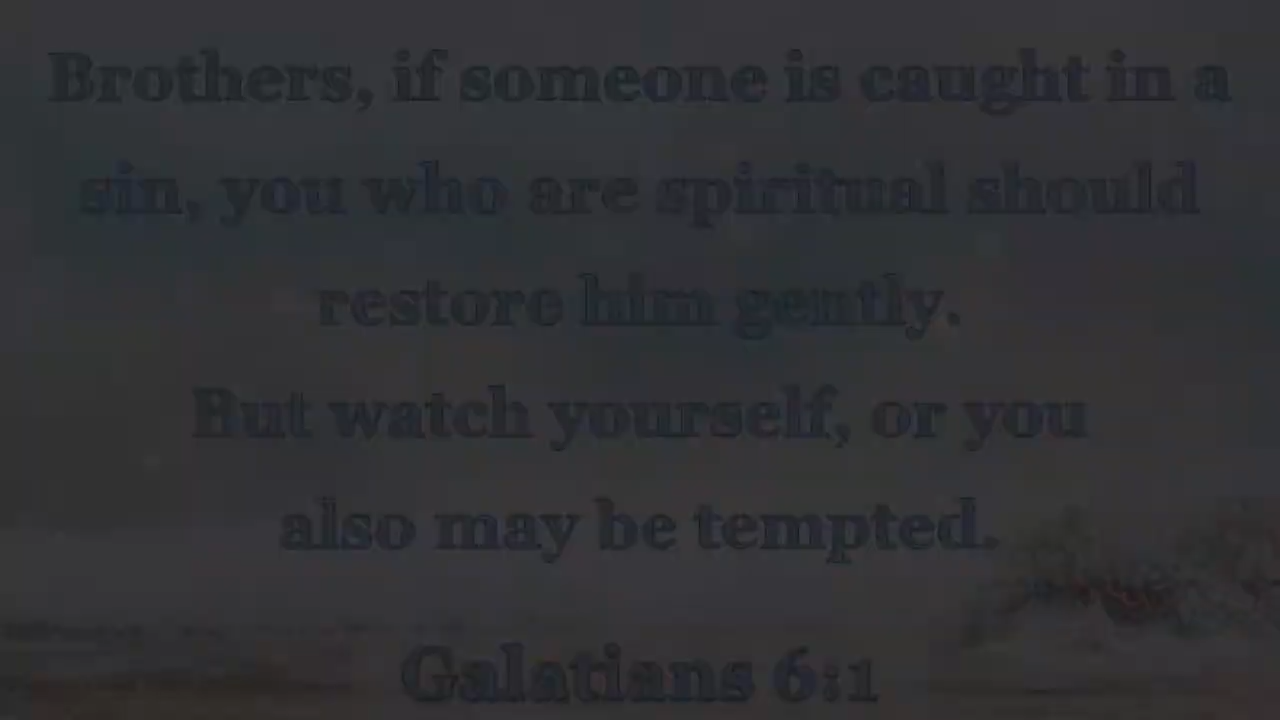 Brothers, if someone is caught in a
sin, you who are spiritual should
restore him gently.
But watch yourself, or you
also may be tempted.
Galatians 6:1